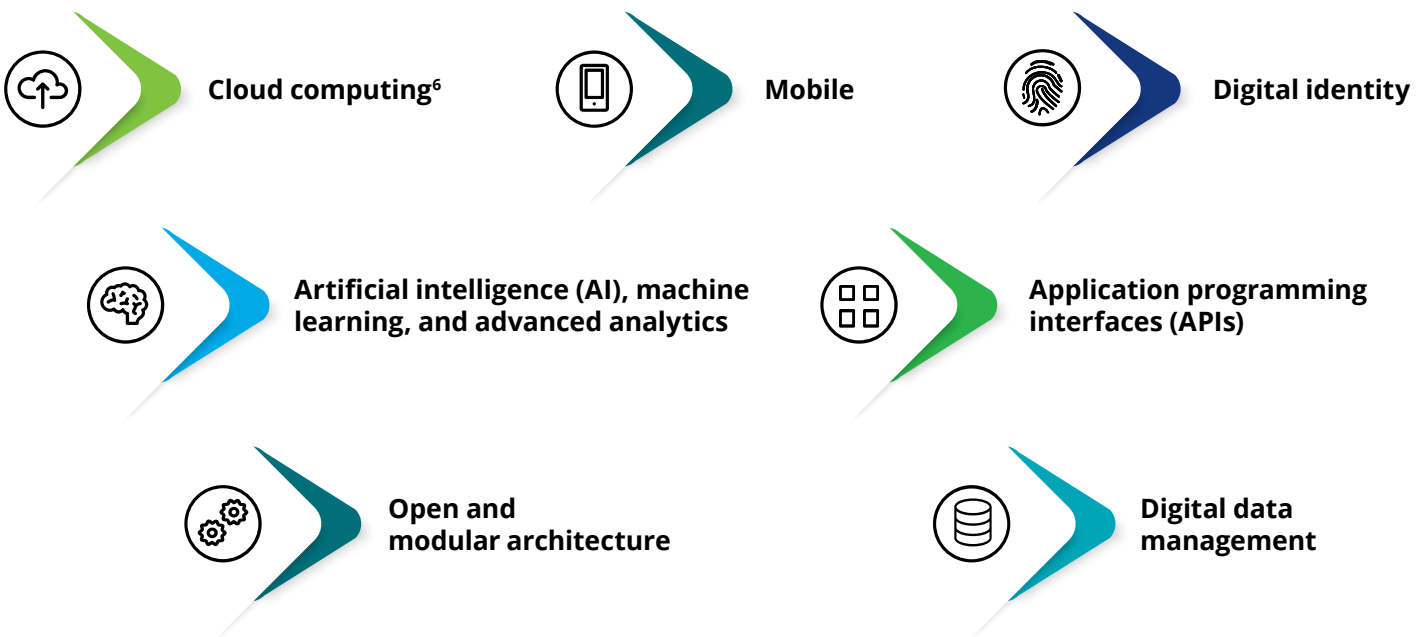 Cloud computing⁶
Mobile
Digital identity
Artificial intelligence (AI), machine
learning, and advanced analytics
Application programming
interfaces (APIs)
Open and
modular architecture
Digital data
management